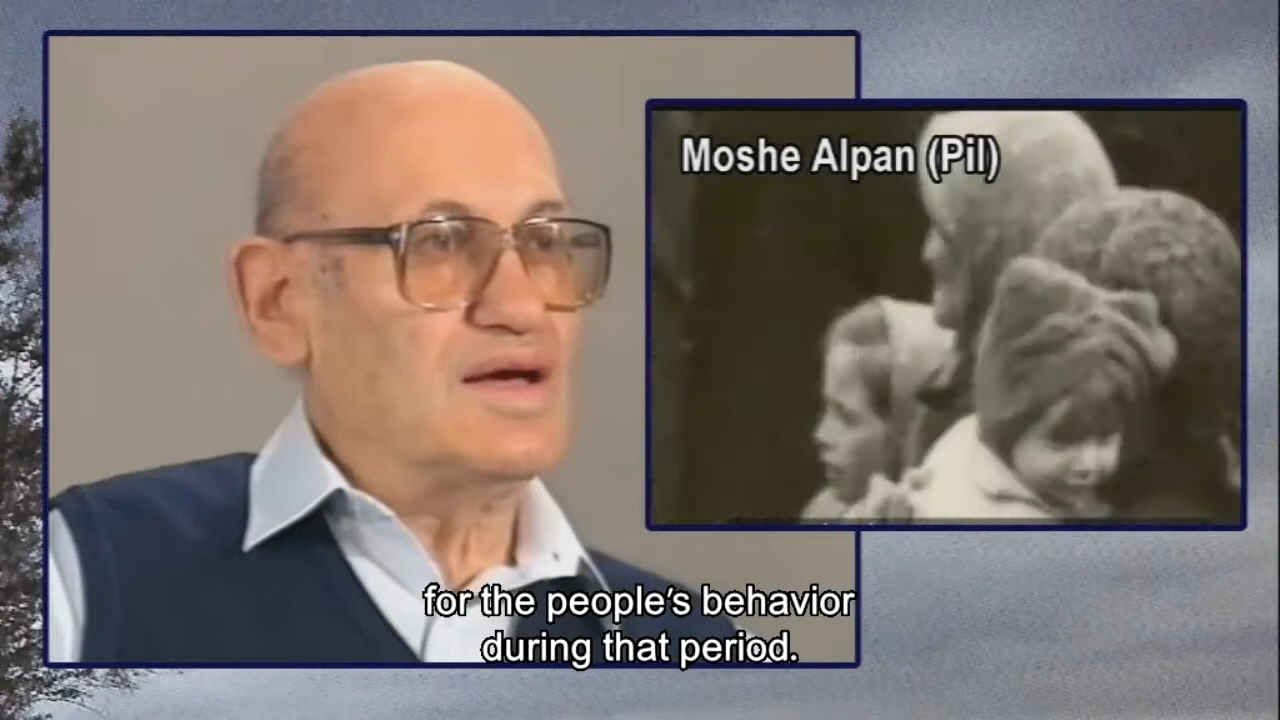 Moshe Alpan (Pil)
for the people's behavior
during that period.